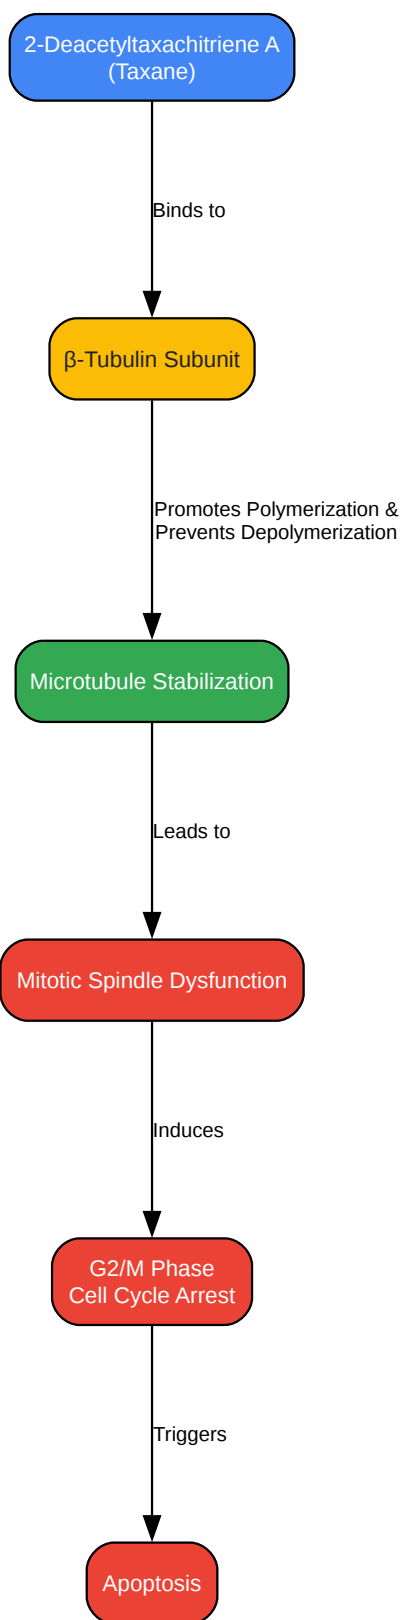 2-Deacetyltaxachitriene A
(Taxane)
Binds to
β-Tubulin Subunit
Promotes Polymerization &
Prevents Depolymerization
Microtubule Stabilization
Leads to
Mitotic Spindle Dysfunction
Induces
G2/M Phase
Cell Cycle Arrest
Triggers
Apoptosis